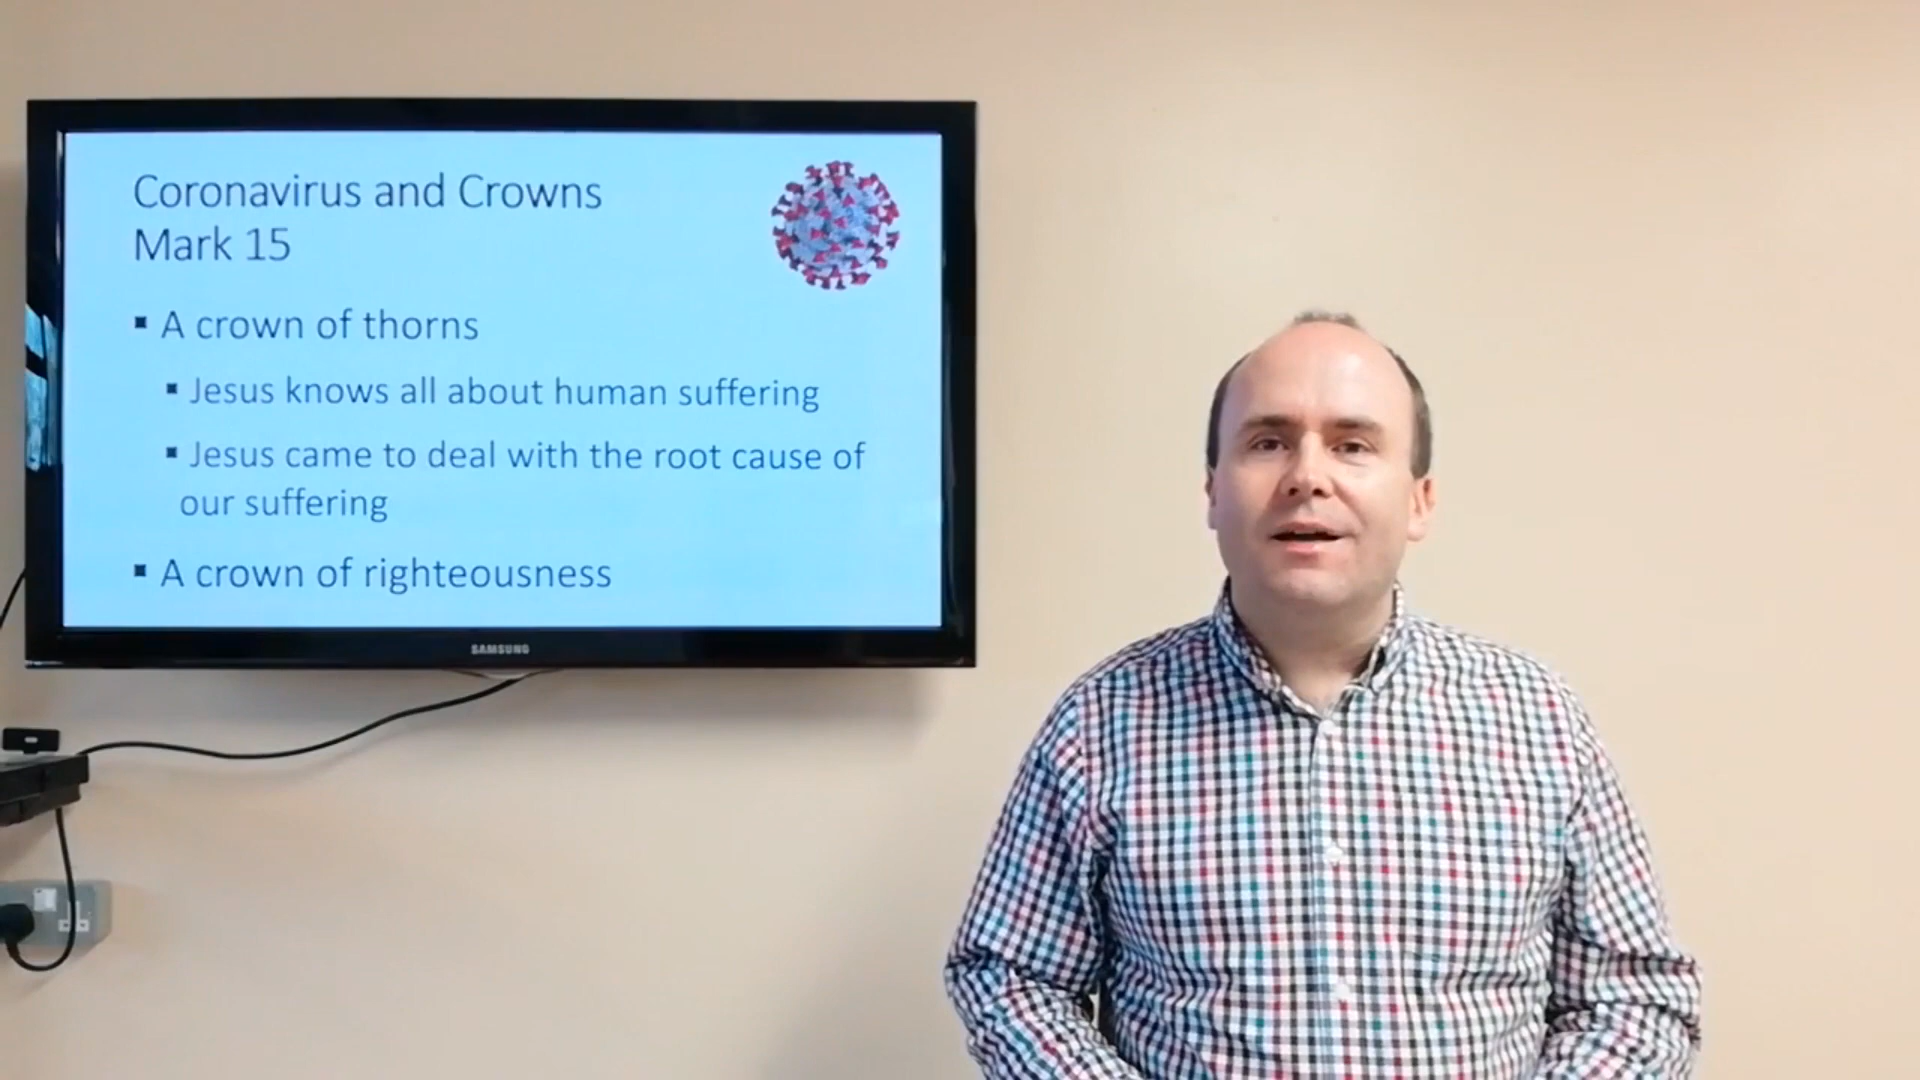 Coronavirus and Crowns
Mark 15
▪ A crown of thorns
▪ Jesus knows all about human suffering
▪ Jesus came to deal with the root cause of
our suffering
▪ A crown of righteousness
SAMSUNG